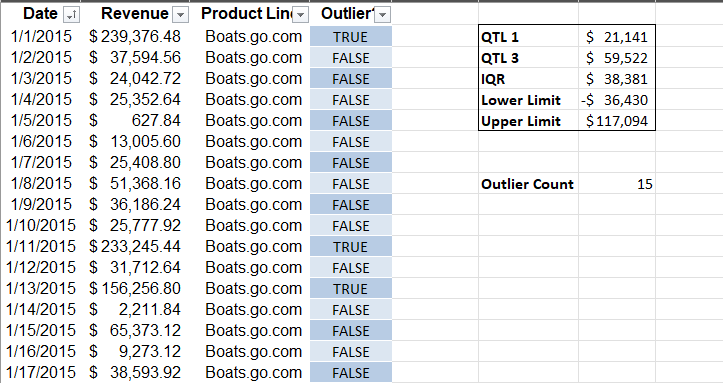 Date Revenue Product Lin Outlier
1/1/2015 $ 239,376.48 Boats.go.com TRUE QTL 1 $ 21,141
1/2/2015 $ 37,594.56 Boats.go.com FALSE QTL 3 $ 59,522
1/3/2015 $ 24,042.72 Boats.go.com FALSE IQR $ 38,381
1/4/2015 $ 25,352.64 Boats.go.com FALSE Lower Limit -$ 36,430
1/5/2015 $ 627.84 Boats.go.com FALSE Upper Limit $ 117,094
1/6/2015 $ 13,005.60 Boats.go.com FALSE
1/7/2015 $ 25,408.80 Boats.go.com FALSE
1/8/2015 $ 51,368.16 Boats.go.com FALSE Outlier Count 15
1/9/2015 $ 36,186.24 Boats.go.com FALSE
1/10/2015 $ 25,777.92 Boats.go.com FALSE
1/11/2015 $ 233,245.44 Boats.go.com TRUE
1/12/2015 $ 31,712.64 Boats.go.com FALSE
1/13/2015 $ 156,256.80 Boats.go.com TRUE
1/14/2015 $ 2,211.84 Boats.go.com FALSE
1/15/2015 $ 65,373.12 Boats.go.com FALSE
1/16/2015 $ 9,273.12 Boats.go.com FALSE
1/17/2015 $ 38,593.92 Boats.go.com FALSE